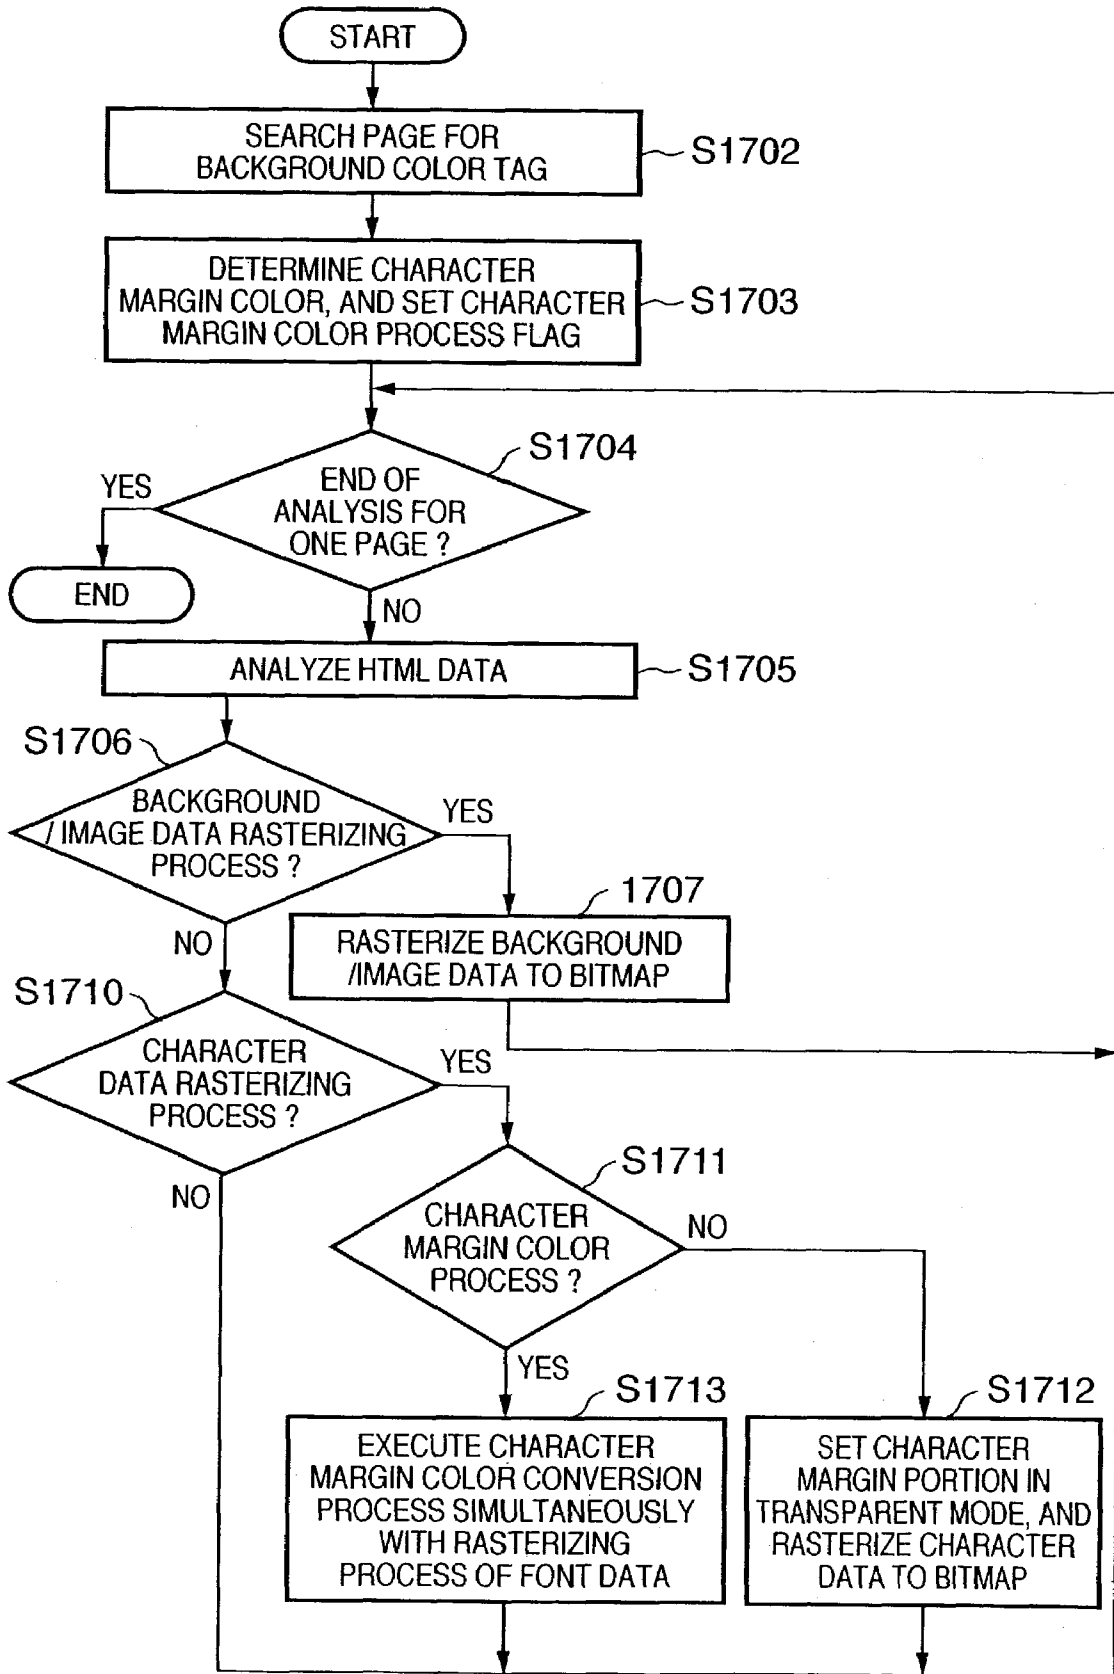 START
SEARCH PAGE FOR
BACKGROUND COLOR TAG
S1702
DETERMINE CHARACTER
MARGIN COLOR, AND SET CHARACTER
MARGIN COLOR PROCESS FLAG
S1703
S1704
END OF
ANALYSIS FOR
ONE PAGE ?
YES
END
NO
ANALYZE HTML DATA
S1705
S1706
BACKGROUND
/ IMAGE DATA RASTERIZING
PROCESS ?
YES
NO
1707
RASTERIZE BACKGROUND
/IMAGE DATA TO BITMAP
S1710
CHARACTER
DATA RASTERIZING
PROCESS ?
YES
NO
S1711
CHARACTER
MARGIN COLOR
PROCESS ?
NO
YES
S1713
EXECUTE CHARACTER
MARGIN COLOR CONVERSION
PROCESS SIMULTANEOUSLY
WITH RASTERIZING
PROCESS OF FONT DATA
S1712
SET CHARACTER
MARGIN PORTION IN
TRANSPARENT MODE, AND
RASTERIZE CHARACTER
DATA TO BITMAP